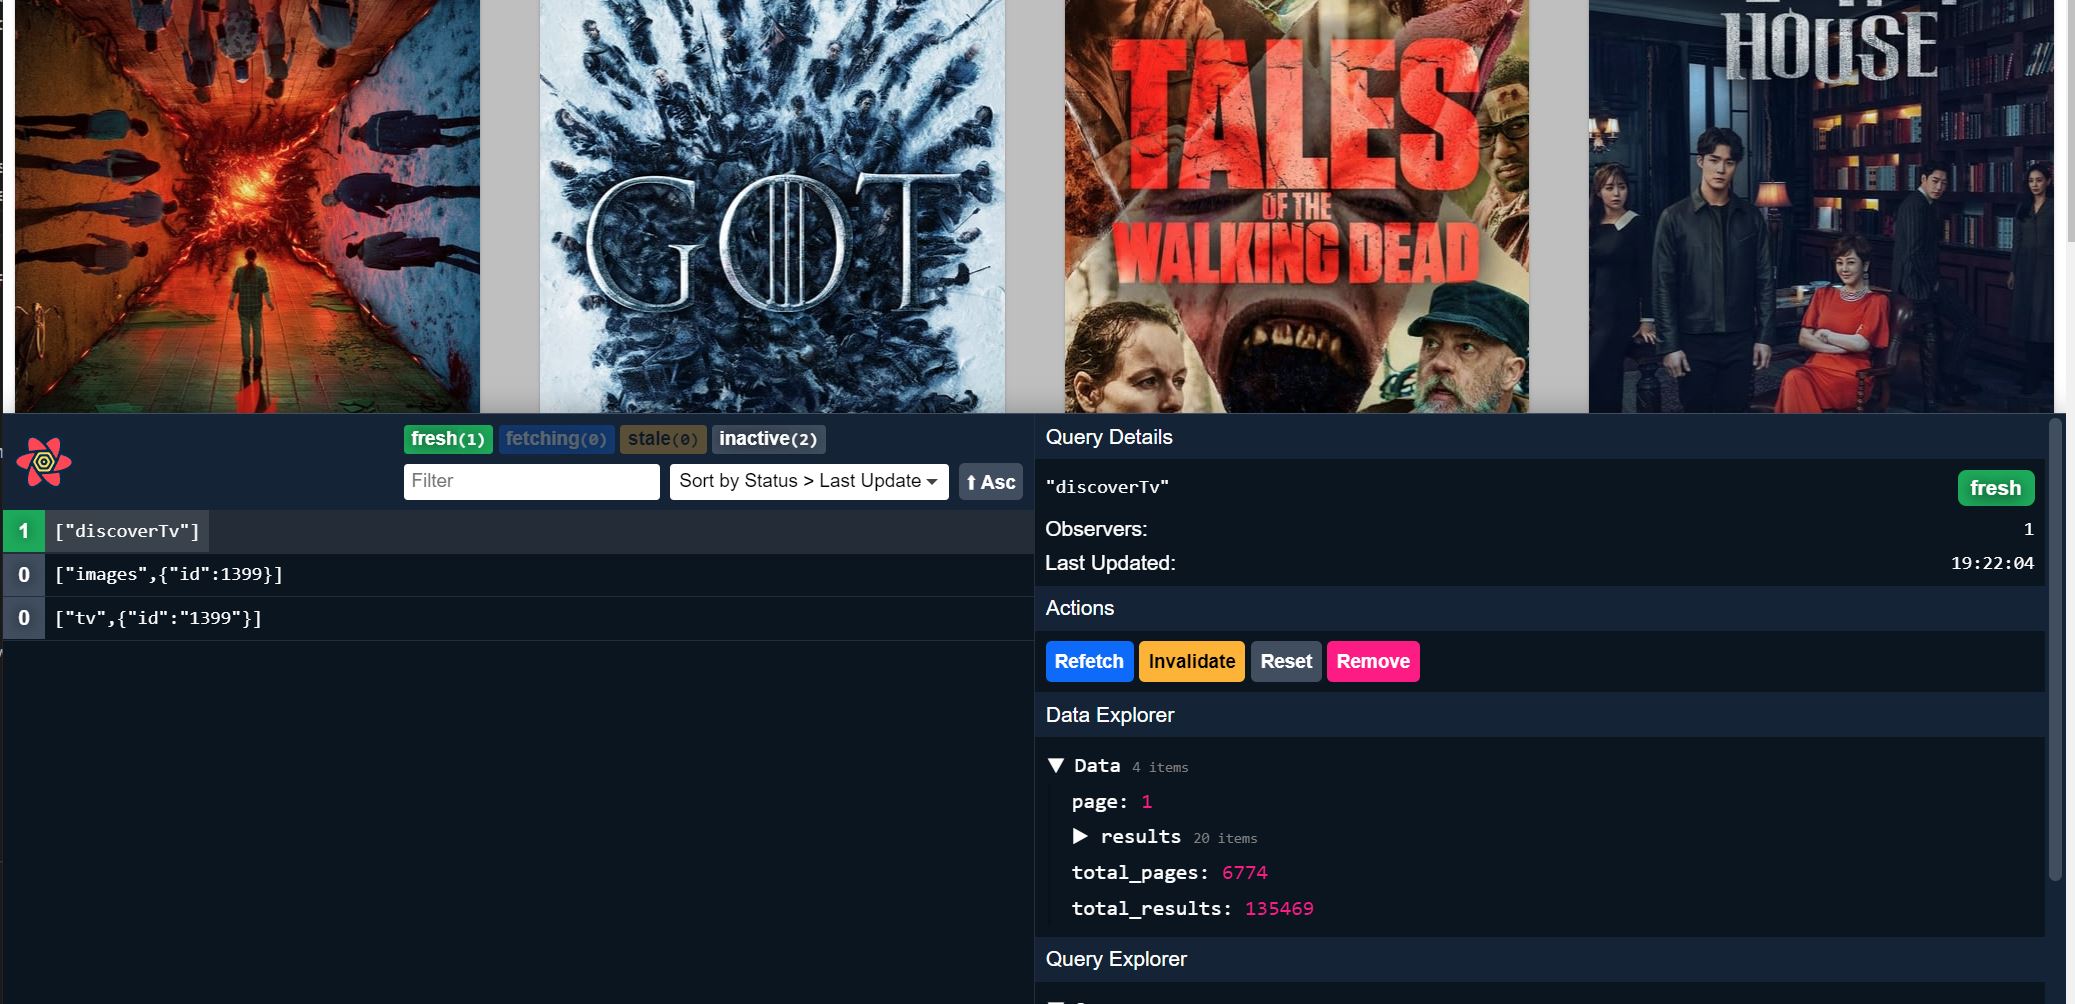 GOT
TALES
OF THE
WALKING DEAD
HOUSE
fresh(1) fetching(0) stale(0) inactive(2)
Filter
Sort by Status > Last Update
⬆ Asc
1 ["discoverTv"]
0 ["images",{"id":1399}]
0 ["tv",{"id":"1399"}]
Query Details
"discoverTv" fresh
Observers: 1
Last Updated: 19:22:04
Actions
Refetch Invalidate Reset Remove
Data Explorer
▼ Data 4 items
page: 1
▶ results 20 items
total_pages: 6774
total_results: 135469
Query Explorer